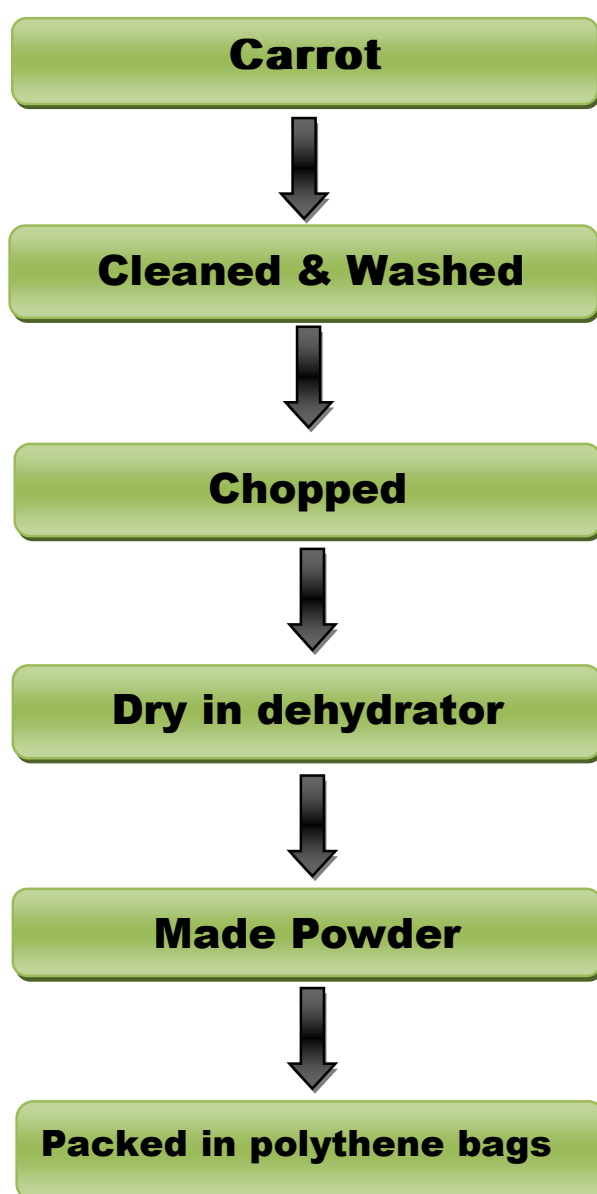 Carrot
Cleaned & Washed
Chopped
Dry in dehydrator
Made Powder
Packed in polythene bags